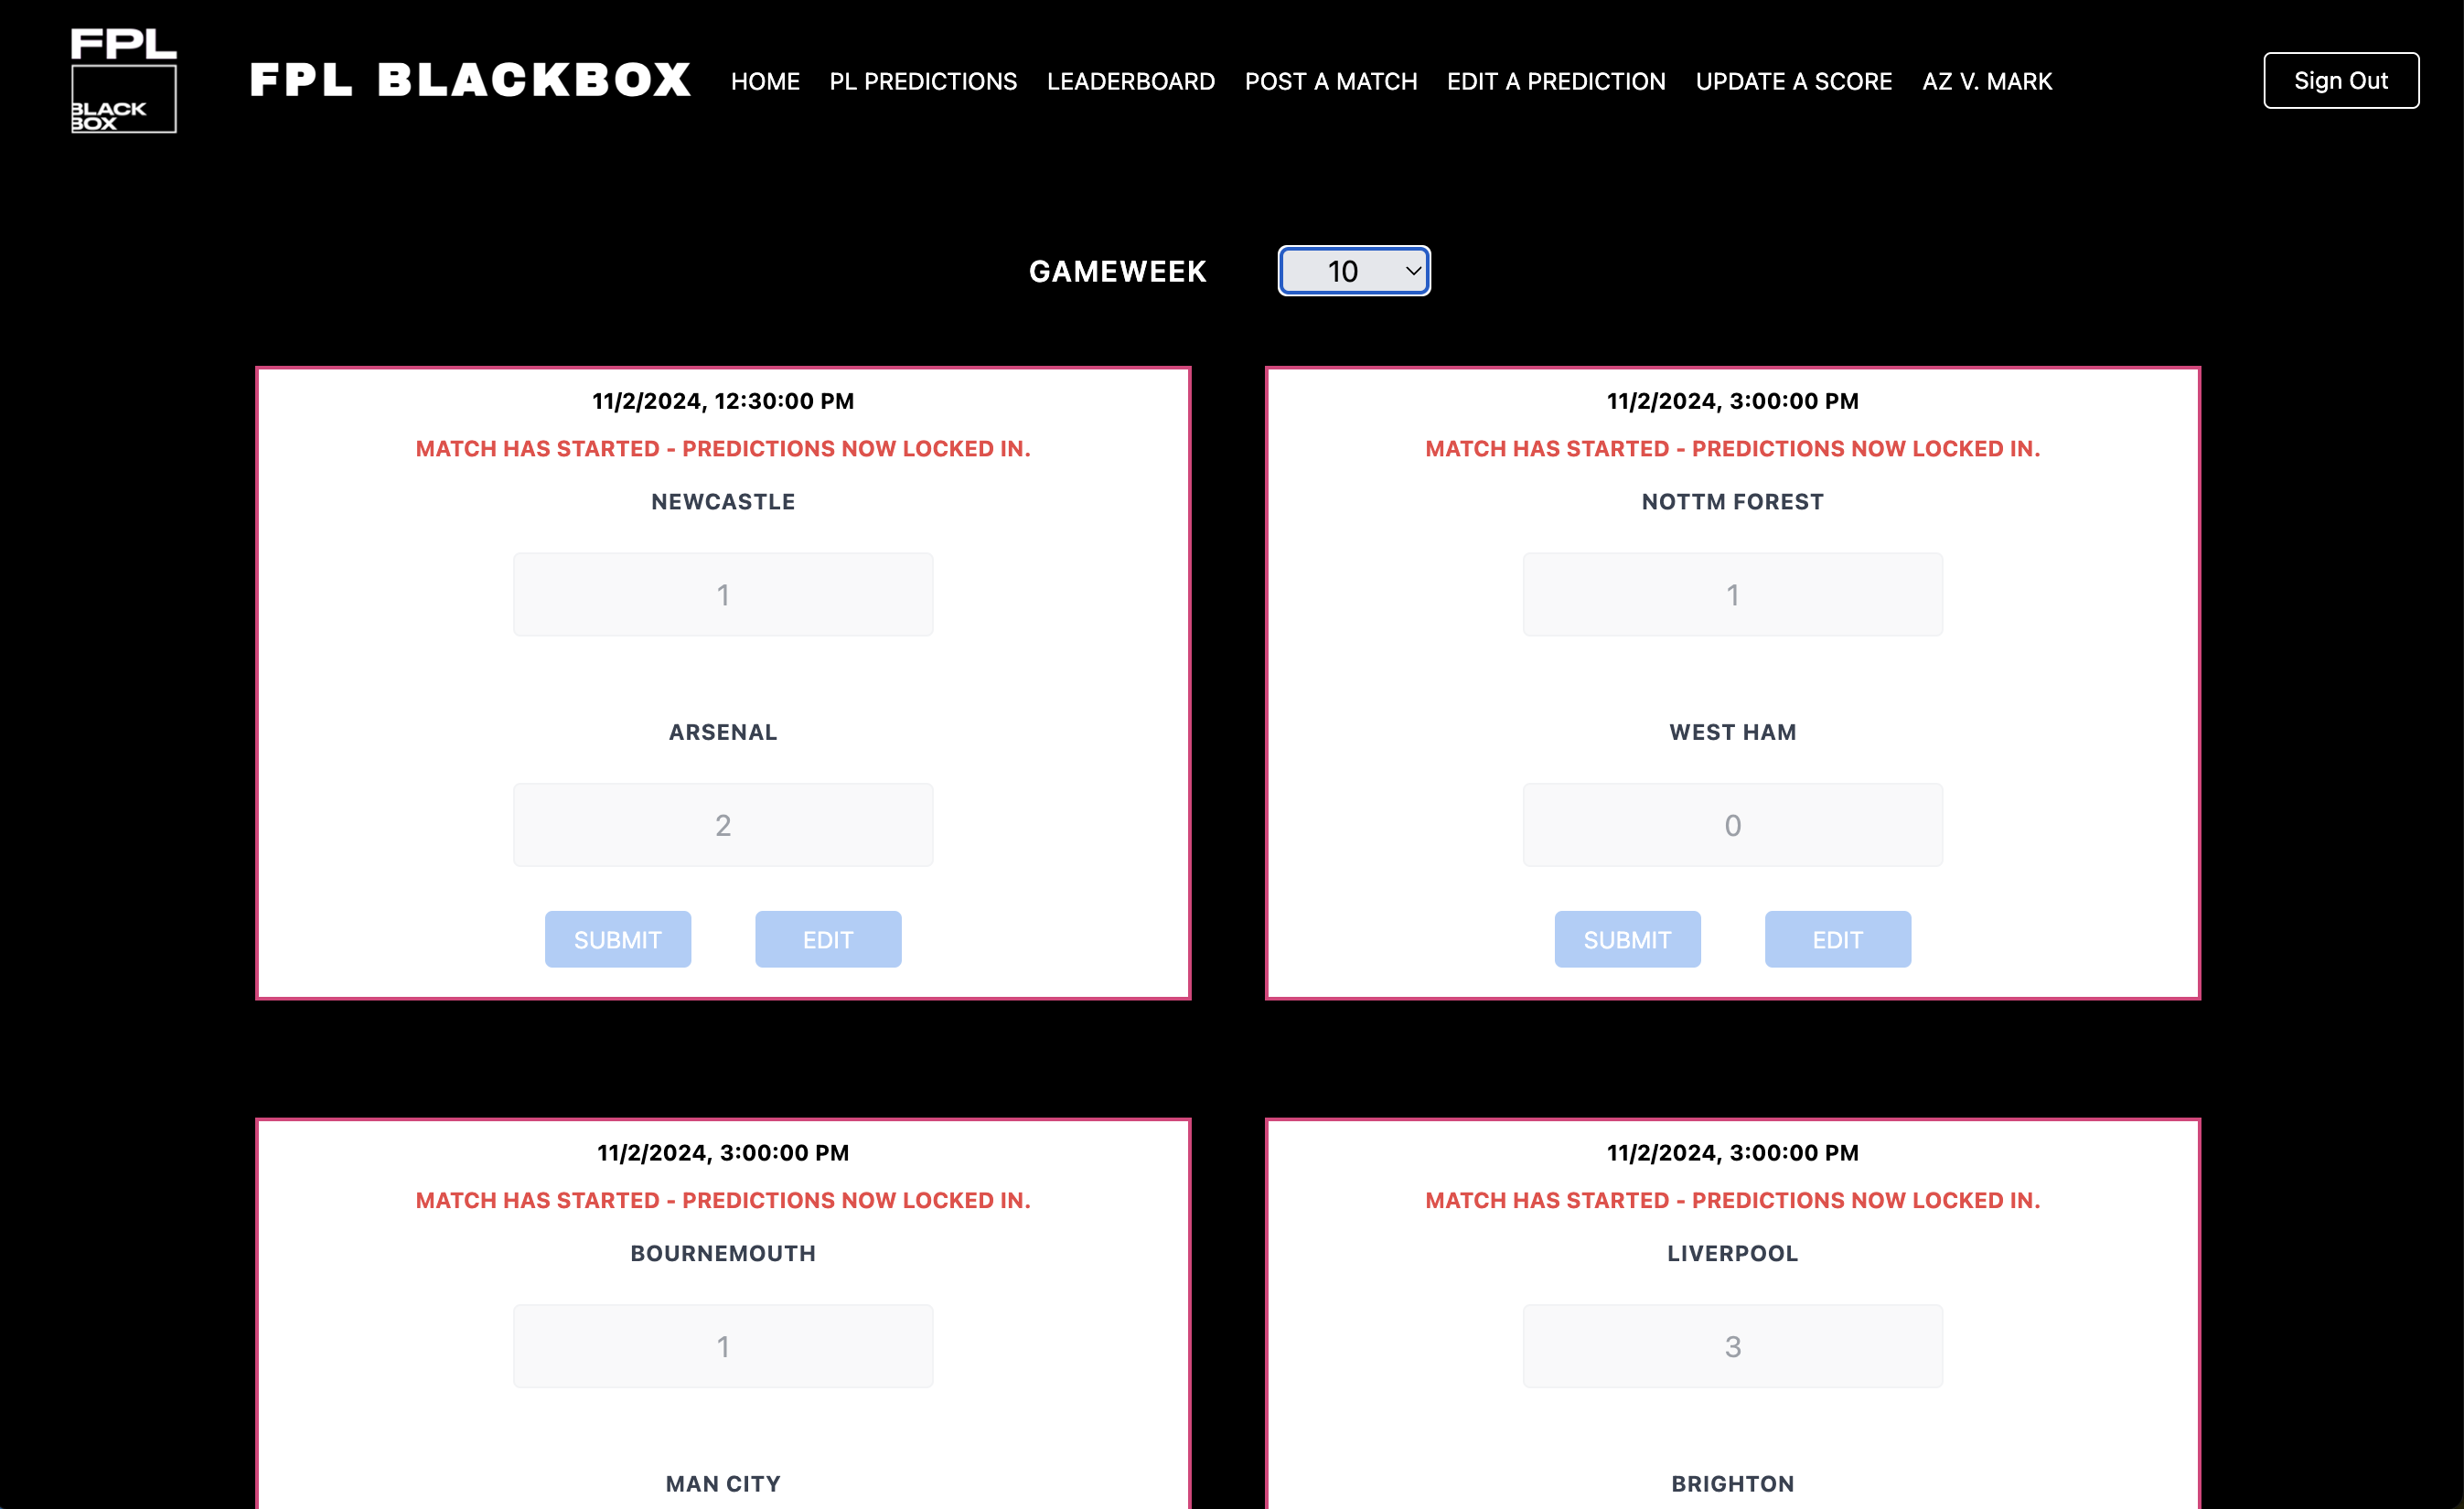 FPL
BLACK
BOX
FPL BLACKBOX HOME PL PREDICTIONS LEADERBOARD POST A MATCH EDIT A PREDICTION UPDATE A SCORE AZ V. MARK Sign Out
GAMEWEEK 10
11/2/2024, 12:30:00 PM
MATCH HAS STARTED - PREDICTIONS NOW LOCKED IN.
NEWCASTLE
1
ARSENAL
2
SUBMIT EDIT
11/2/2024, 3:00:00 PM
MATCH HAS STARTED - PREDICTIONS NOW LOCKED IN.
NOTTM FOREST
1
WEST HAM
0
SUBMIT EDIT
11/2/2024, 3:00:00 PM
MATCH HAS STARTED - PREDICTIONS NOW LOCKED IN.
BOURNEMOUTH
1
MAN CITY
11/2/2024, 3:00:00 PM
MATCH HAS STARTED - PREDICTIONS NOW LOCKED IN.
LIVERPOOL
3
BRIGHTON